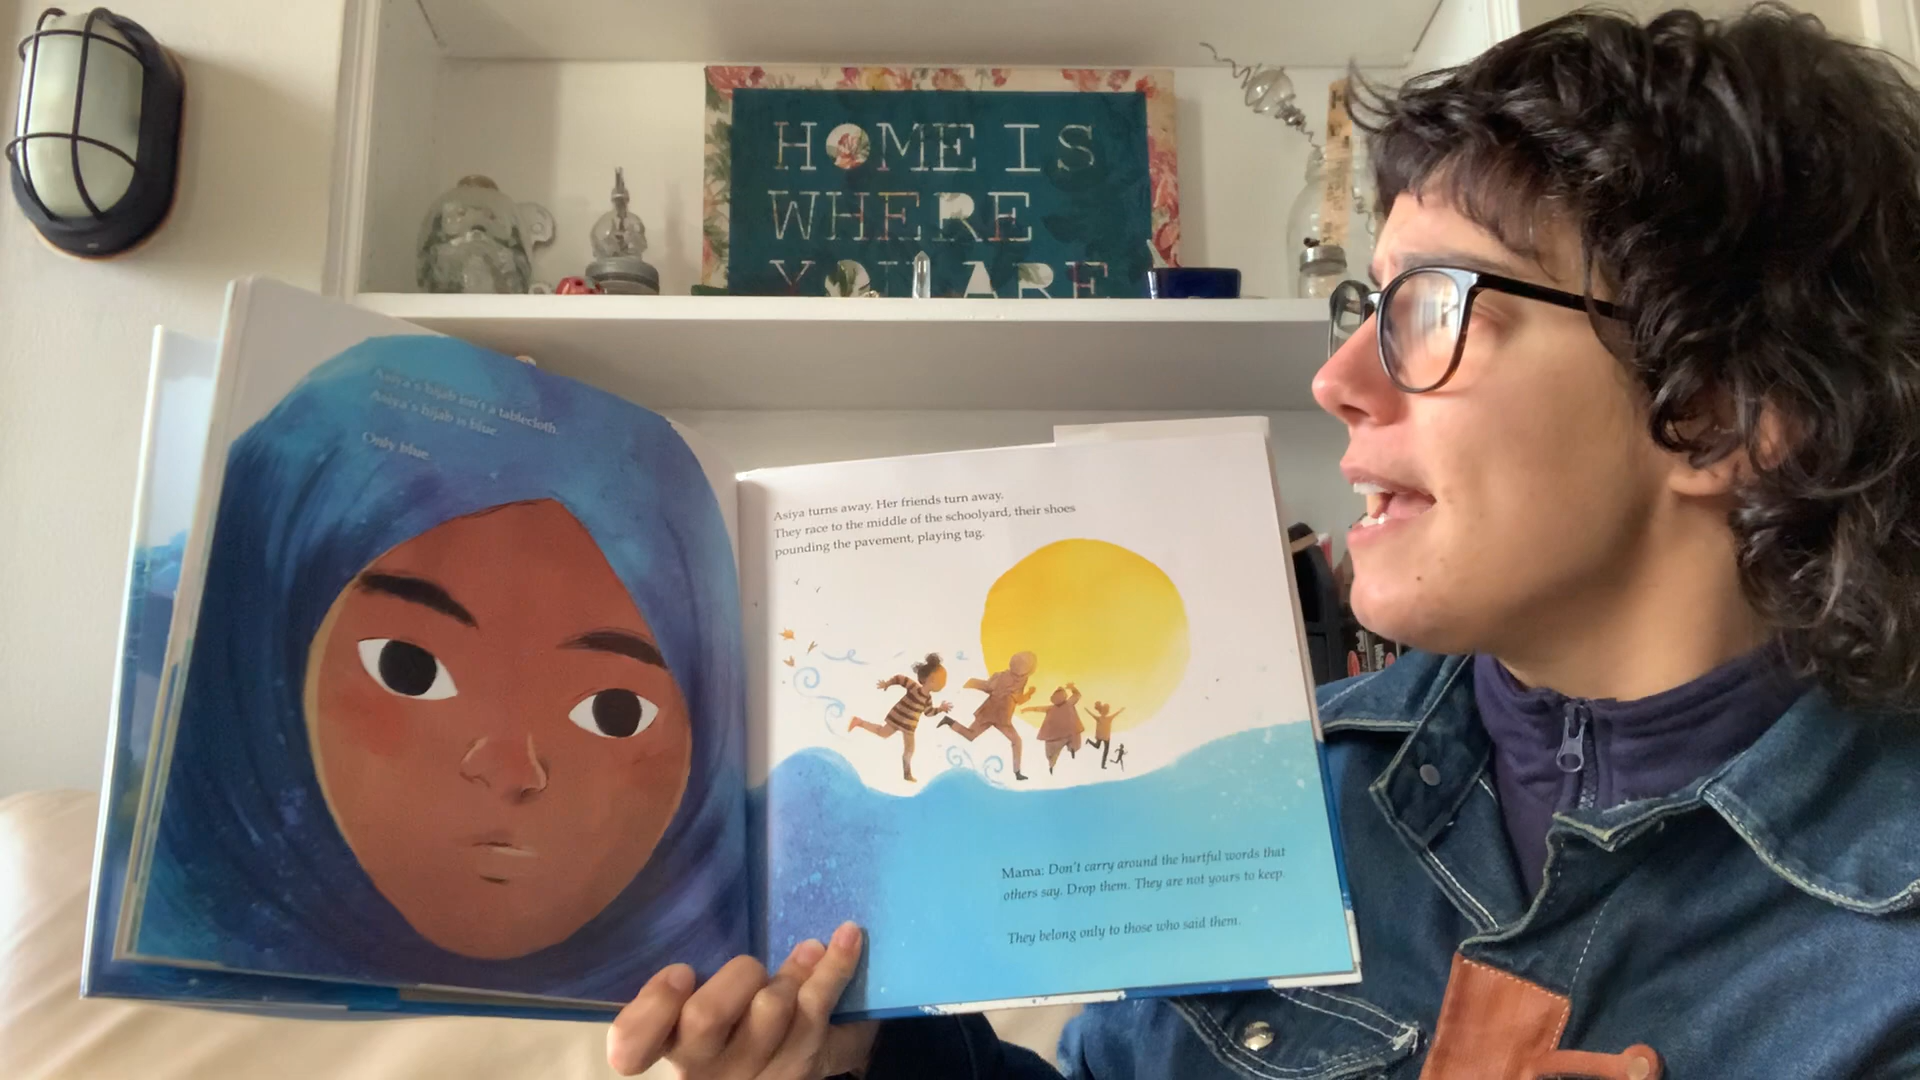 HOME IS
WHERE
YOU ARE
Asiya's hijab isn't a tablecloth.
Asiya's hijab is blue.
Only blue.
Asiya turns away. Her friends turn away.
They race to the middle of the schoolyard, their shoes
pounding the pavement, playing tag.
Mama: Don't carry around the hurtful words that
others say. Drop them. They are not yours to keep.
They belong only to those who said them.